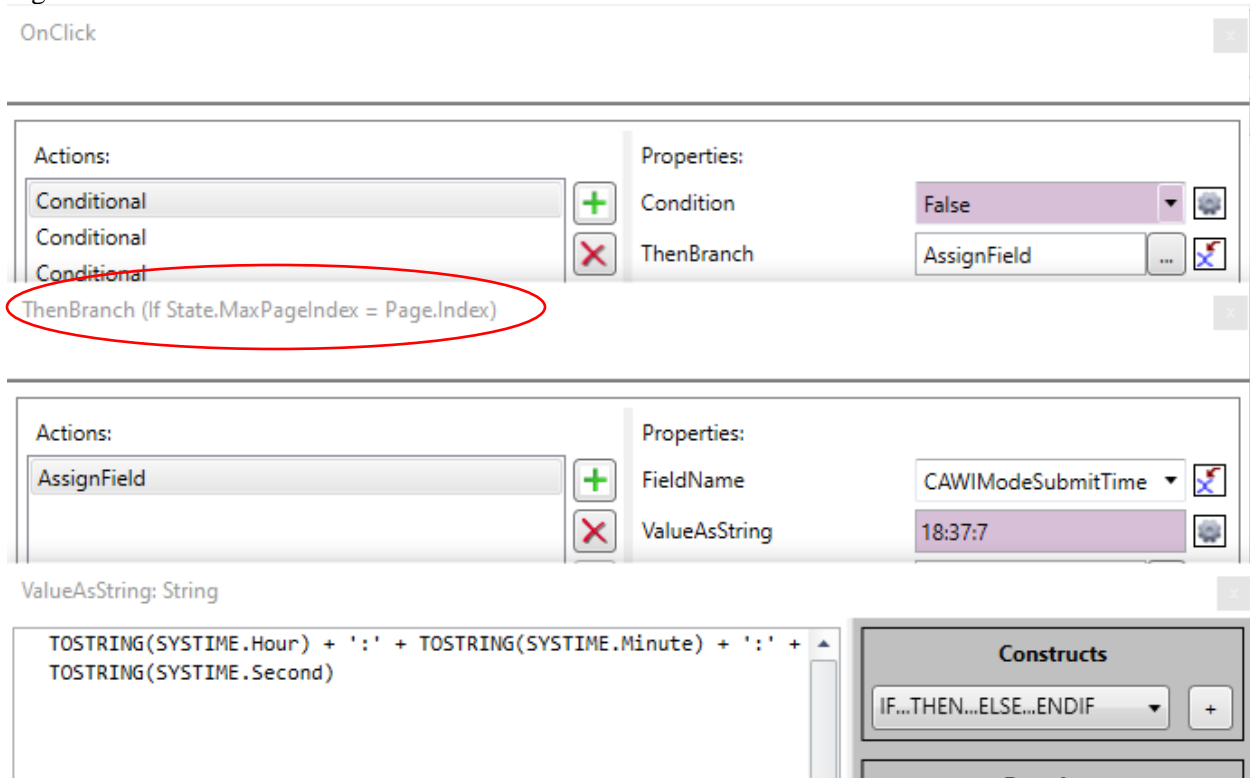 OnClick
x
Actions:
Properties:
Conditional
Condition
False
Conditional
ThenBranch
AssignField
...
Conditional
ThenBranch (If State.MaxPageIndex = Page.Index)
x
Actions:
Properties:
AssignField
FieldName
CAWIModeSubmitTime
ValueAsString
18:37:7
ValueAsString: String
x
TOSTRING(SYSTIME.Hour) + ':' + TOSTRING(SYSTIME.Minute) + ':' +
TOSTRING(SYSTIME.Second)
Constructs
IF...THEN...ELSE...ENDIF
+